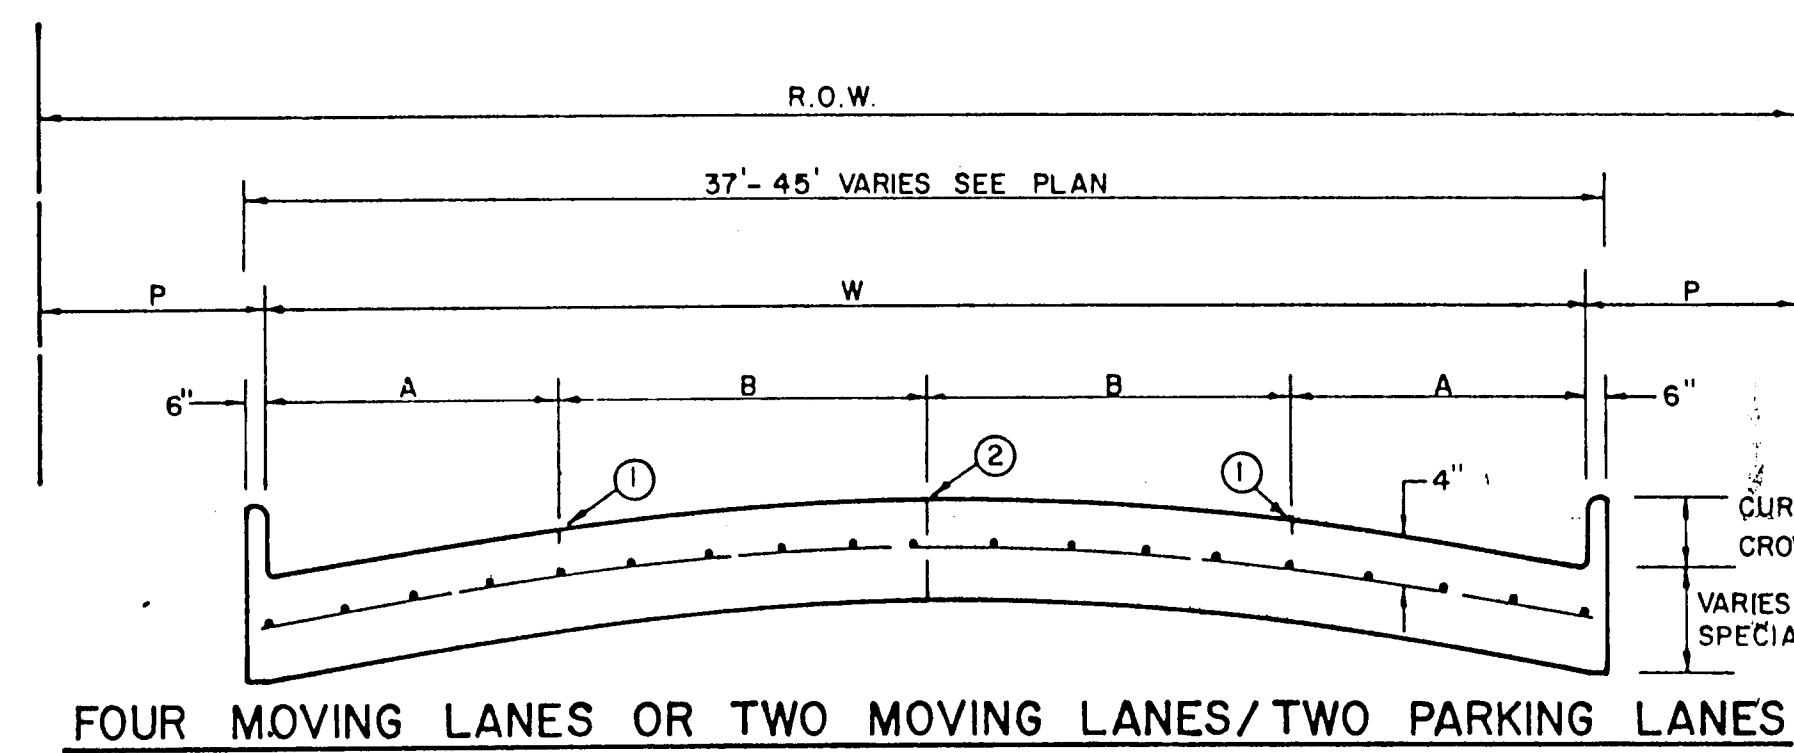 R.O.W.
37'- 45' VARIES SEE PLAN
P W P
6" A B B A 6"
1 2 1 4"
CUR
CRO
VARIES
SPECIA
FOUR MOVING LANES OR TWO MOVING LANES/TWO PARKING LANES